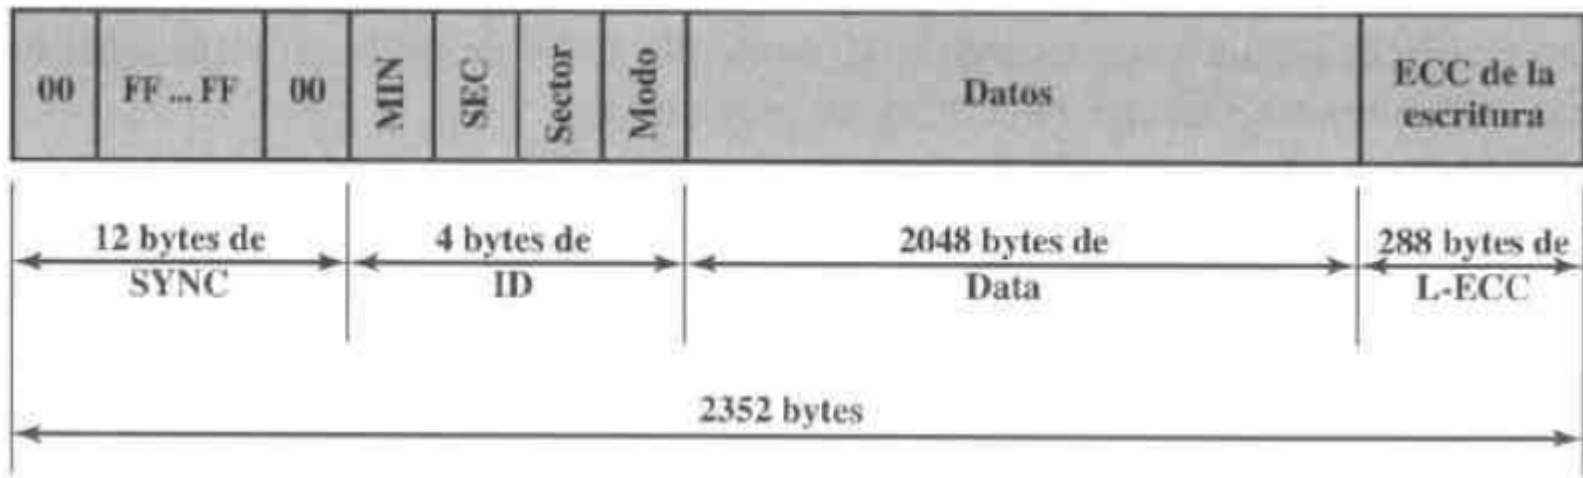 00 FF ... FF 00 MIN SEC Sector Modo Datos ECC de la
escritura
12 bytes de 4 bytes de 2048 bytes de 288 bytes de
SYNC ID Data L-ECC
2352 bytes